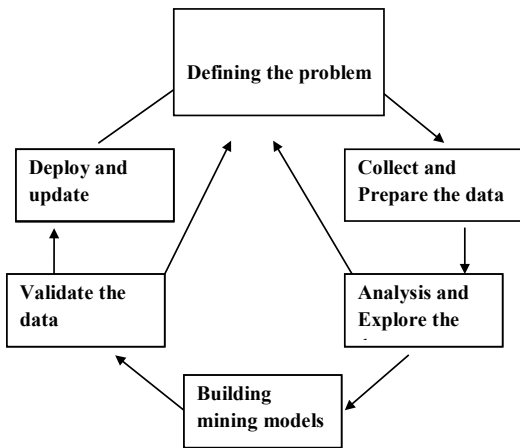 Defining the problem
Collect and
Prepare the data
Analysis and
Explore the
Building
mining models
Validate the
data
Deploy and
update